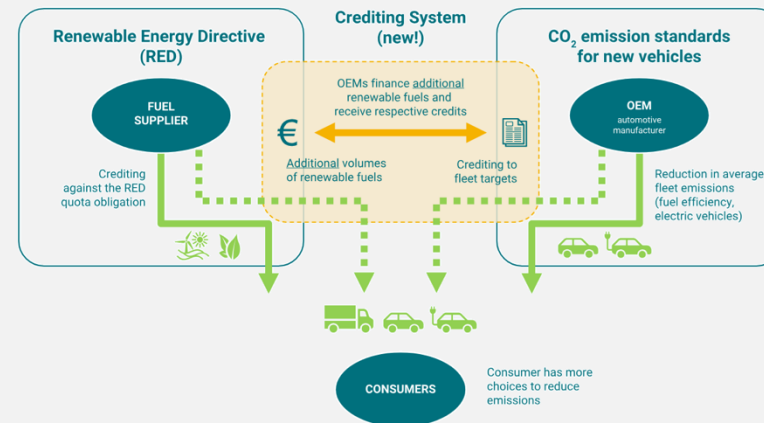 Renewable Energy Directive
(RED)
Crediting System
(new!)
CO₂ emission standards
for new vehicles
FUEL
SUPPLIER
OEMs finance additional
renewable fuels and
receive respective credits
OEM
automotive
manufacturer
€
Additional volumes
of renewable fuels
Crediting to
fleet targets
Crediting
against the RED
quota obligation
Reduction in average
fleet emissions
(fuel efficiency,
electric vehicles)
CONSUMERS
Consumer has more
choices to reduce
emissions